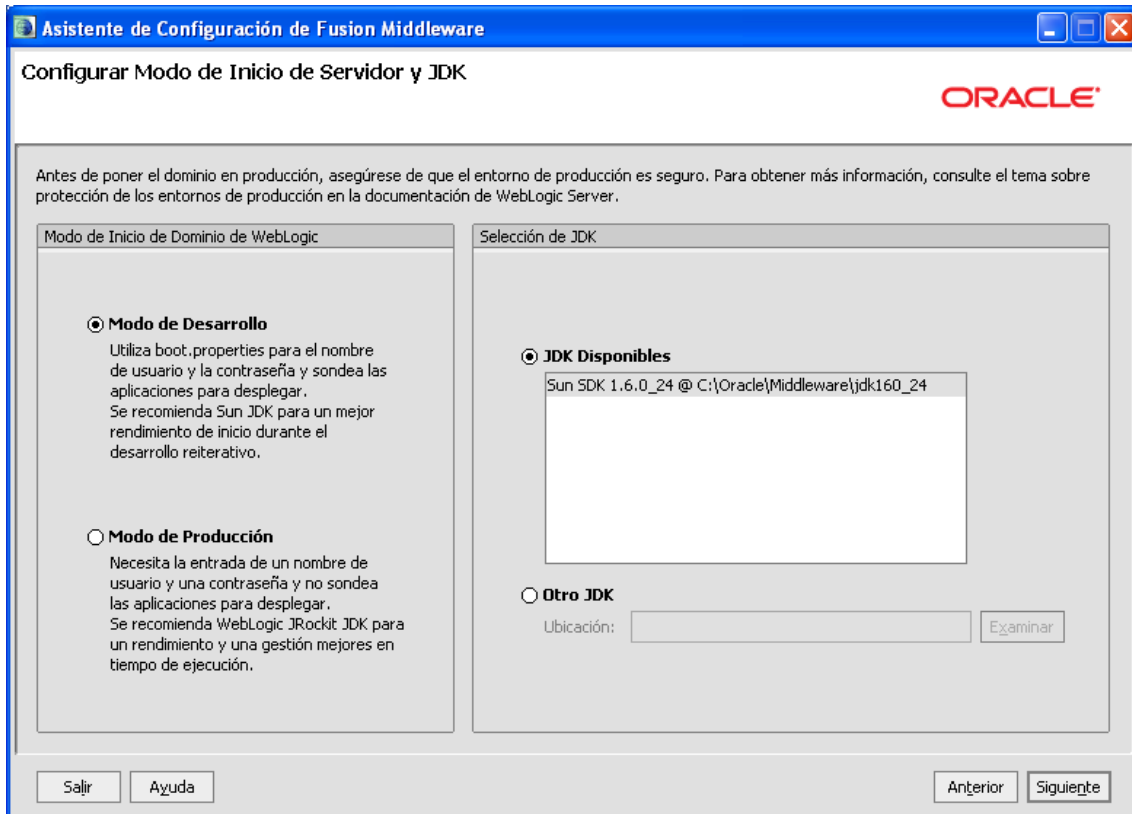 Asistente de Configuración de Fusion Middleware
Configurar Modo de Inicio de Servidor y JDK
ORACLE
Antes de poner el dominio en producción, asegúrese de que el entorno de producción es seguro. Para obtener más información, consulte el tema sobre
protección de los entornos de producción en la documentación de WebLogic Server.
Modo de Inicio de Dominio de WebLogic
Modo de Desarrollo
Utiliza boot.properties para el nombre
de usuario y la contraseña y sondea las
aplicaciones para desplegar.
Se recomienda Sun JDK para un mejor
rendimiento de inicio durante el
desarrollo reiterativo.
Modo de Producción
Necesita la entrada de un nombre de
usuario y una contraseña y no sondea
las aplicaciones para desplegar.
Se recomienda WebLogic JRockit JDK para
un rendimiento y una gestión mejores en
tiempo de ejecución.
Selección de JDK
JDK Disponibles
Sun SDK 1.6.0_24 @ C:\Oracle\Middleware\jdk160_24
Otro JDK
Ubicación:
Examinar
Salir
Ayuda
Anterior
Siguiente